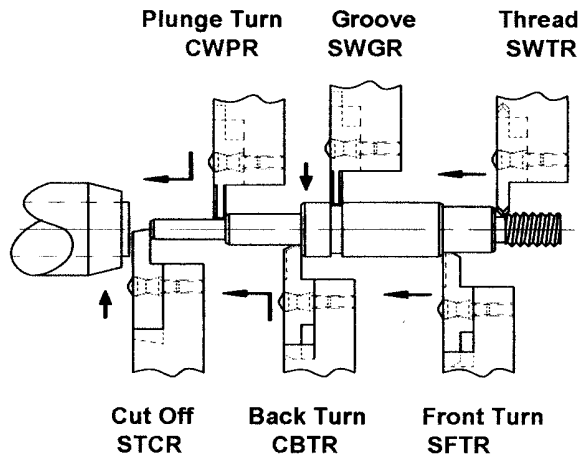 Plunge Turn
CWPR
Groove
SWGR
Thread
SWTR
Cut Off
STCR
Back Turn
CBTR
Front Turn
SFTR